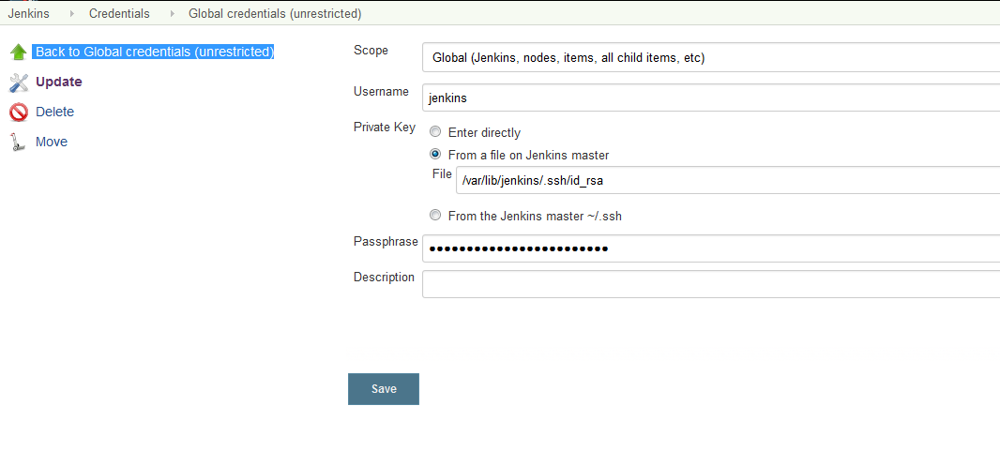 Jenkins Credentials Global credentials (unrestricted)
Back to Global credentials (unrestricted)
Update
Delete
Move
Scope Global (Jenkins, nodes, items, all child items, etc)
Username jenkins
Private Key Enter directly
From a file on Jenkins master
File /var/lib/jenkins/.ssh/id_rsa
From the Jenkins master ~/.ssh
Passphrase ••••••••••••••••••••••••
Description
Save